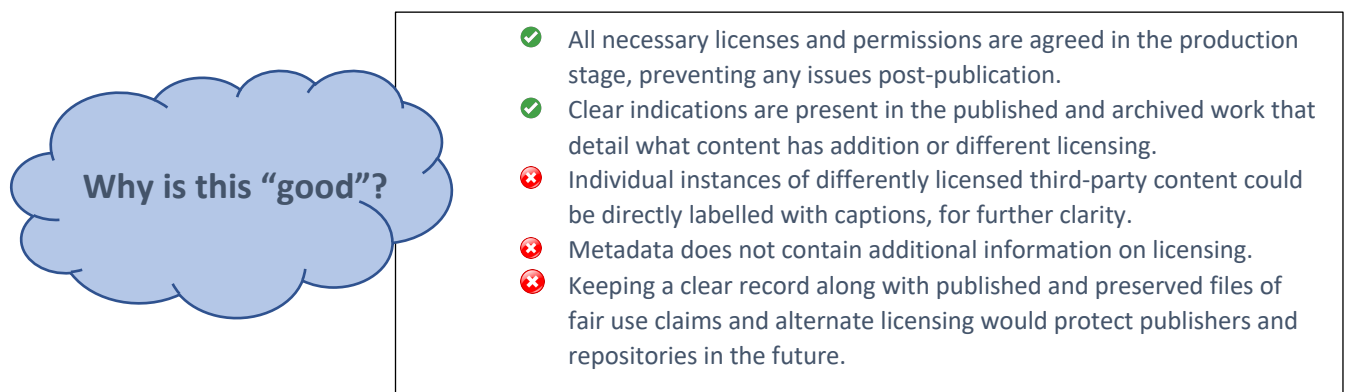 Why is this “good”?
All necessary licenses and permissions are agreed in the production
stage, preventing any issues post-publication.
Clear indications are present in the published and archived work that
detail what content has addition or different licensing.
Individual instances of differently licensed third-party content could
be directly labelled with captions, for further clarity.
Metadata does not contain additional information on licensing.
Keeping a clear record along with published and preserved files of
fair use claims and alternate licensing would protect publishers and
repositories in the future.